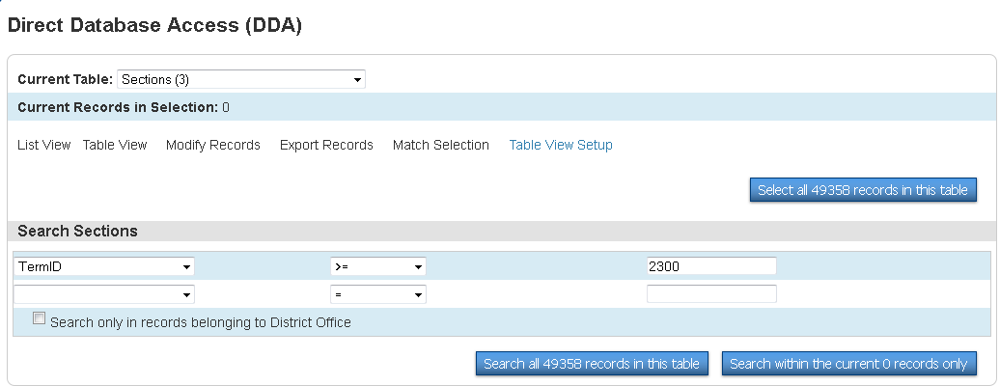 Direct Database Access (DDA)
Current Table: Sections (3)
Current Records in Selection: 0
List View Table View Modify Records Export Records Match Selection Table View Setup
Select all 49358 records in this table
Search Sections
TermID >= 2300
=
Search only in records belonging to District Office
Search all 49358 records in this table Search within the current 0 records only